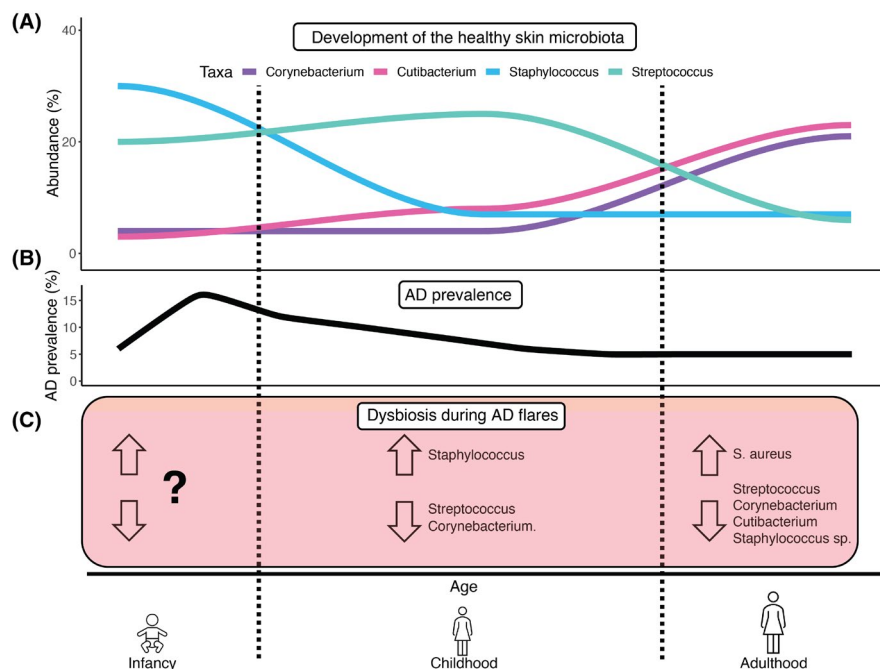 (A)
40
20
0
Abundance (%)
Development of the healthy skin microbiota
Taxa Corynebacterium Cutibacterium Staphylococcus Streptococcus
(B)
15
10
5
0
AD prevalence (%)
AD prevalence
(C)
Dysbiosis during AD flares
?
Staphylococcus
Streptococcus
Corynebacterium.
S. aureus
Streptococcus
Corynebacterium
Cutibacterium
Staphylococcus sp.
Age
Infancy
Childhood
Adulthood